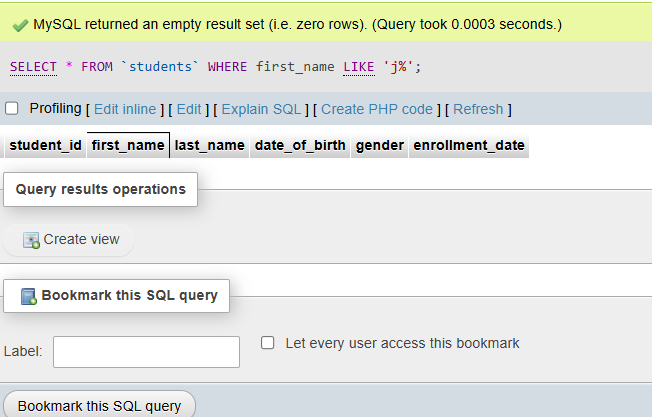 MySQL returned an empty result set (i.e. zero rows). (Query took 0.0003 seconds.)
SELECT * FROM `students` WHERE first_name LIKE 'j%';
Profiling [ Edit inline ] [ Edit ] [ Explain SQL ] [ Create PHP code ] [ Refresh ]
student_id first_name last_name date_of_birth gender enrollment_date
Query results operations
Create view
Bookmark this SQL query
Label: Let every user access this bookmark
Bookmark this SQL query